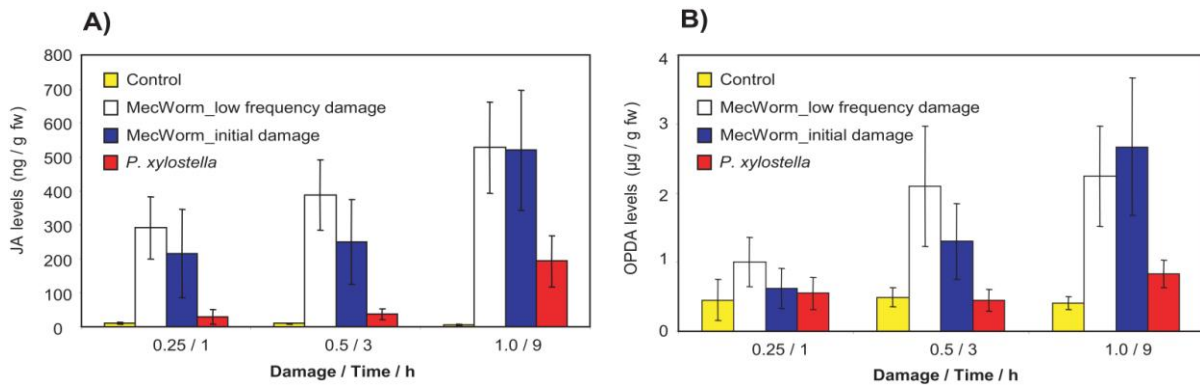 A)
JA levels (ng / g fw)
800
700
600
500
400
300
200
100
0
Control
MecWorm_low frequency damage
MecWorm_initial damage
P. xylostella
0.25 / 1
0.5 / 3
1.0 / 9
Damage / Time / h
B)
OPDA levels (µg / g fw)
4
3
2
1
0
Control
MecWorm_low frequency damage
MecWorm_initial damage
P. xylostella
0.25 / 1
0.5 / 3
1.0 / 9
Damage / Time / h